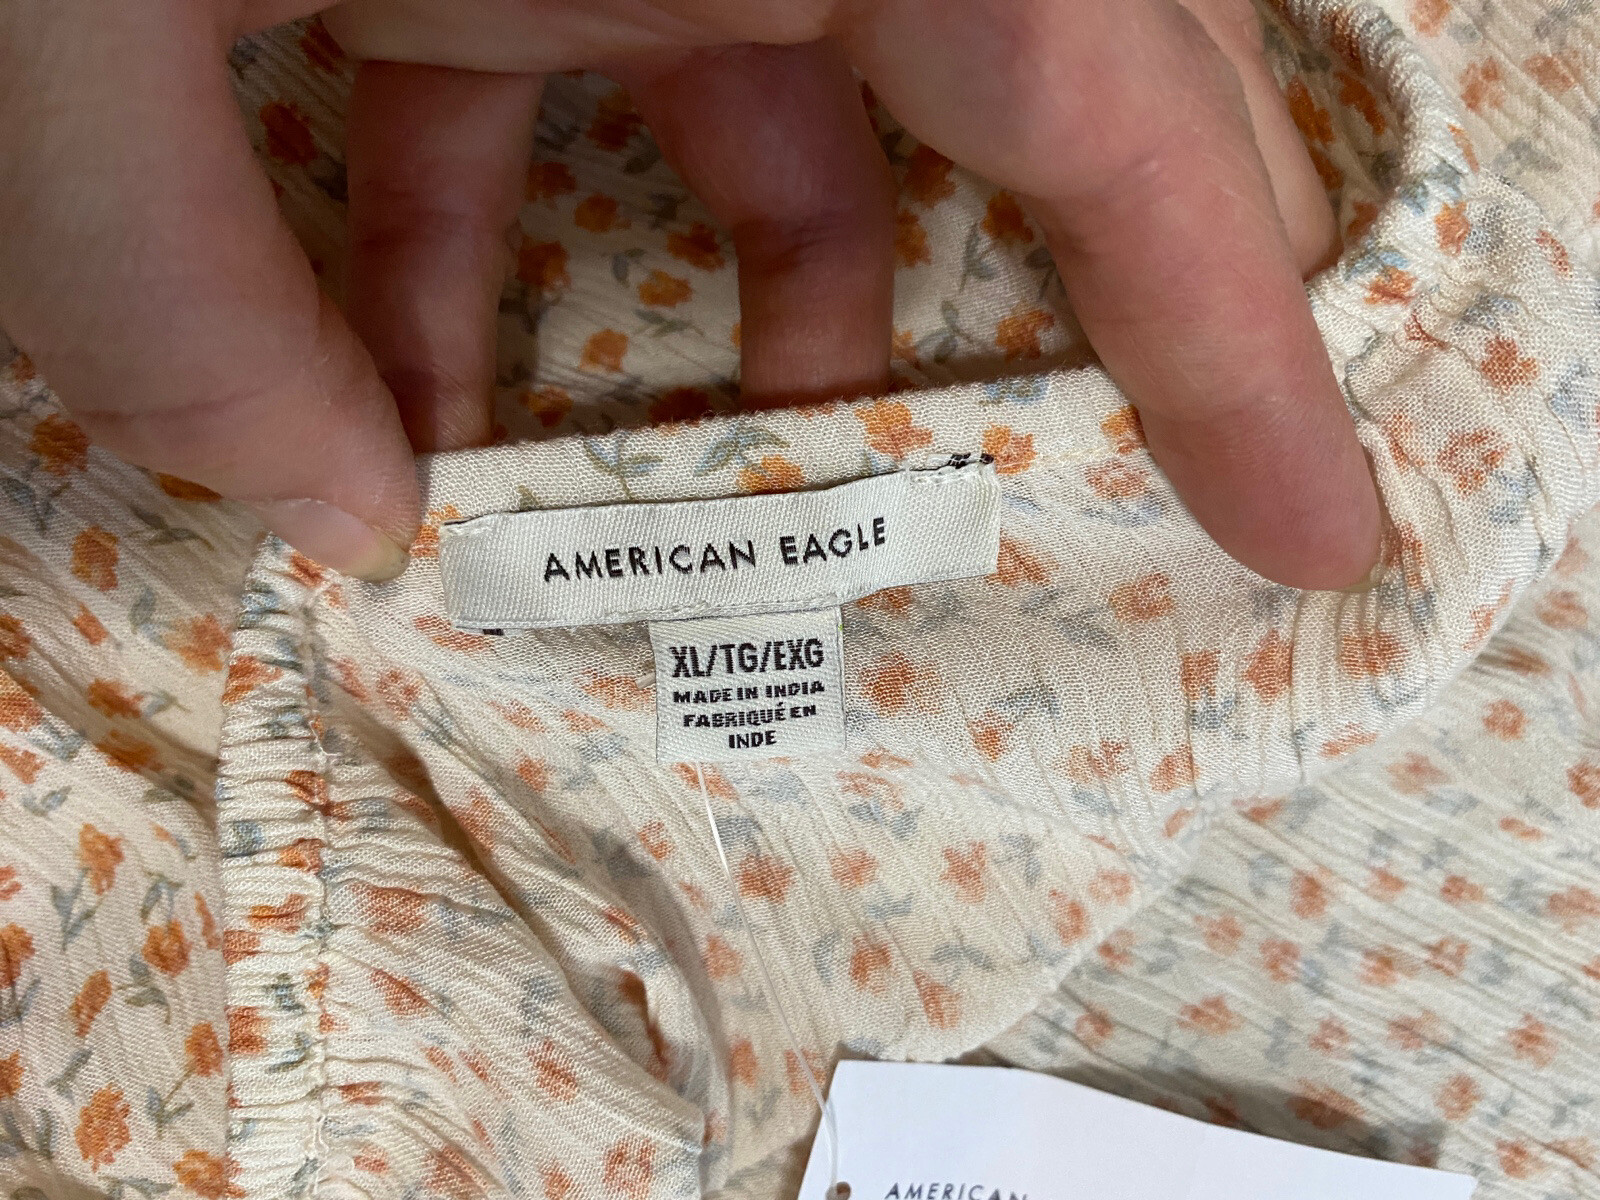 AMERICAN EAGLE
XL/TG/EXG
MADE IN INDIA
FABRIQUÉ EN
INDE
AMERICAN